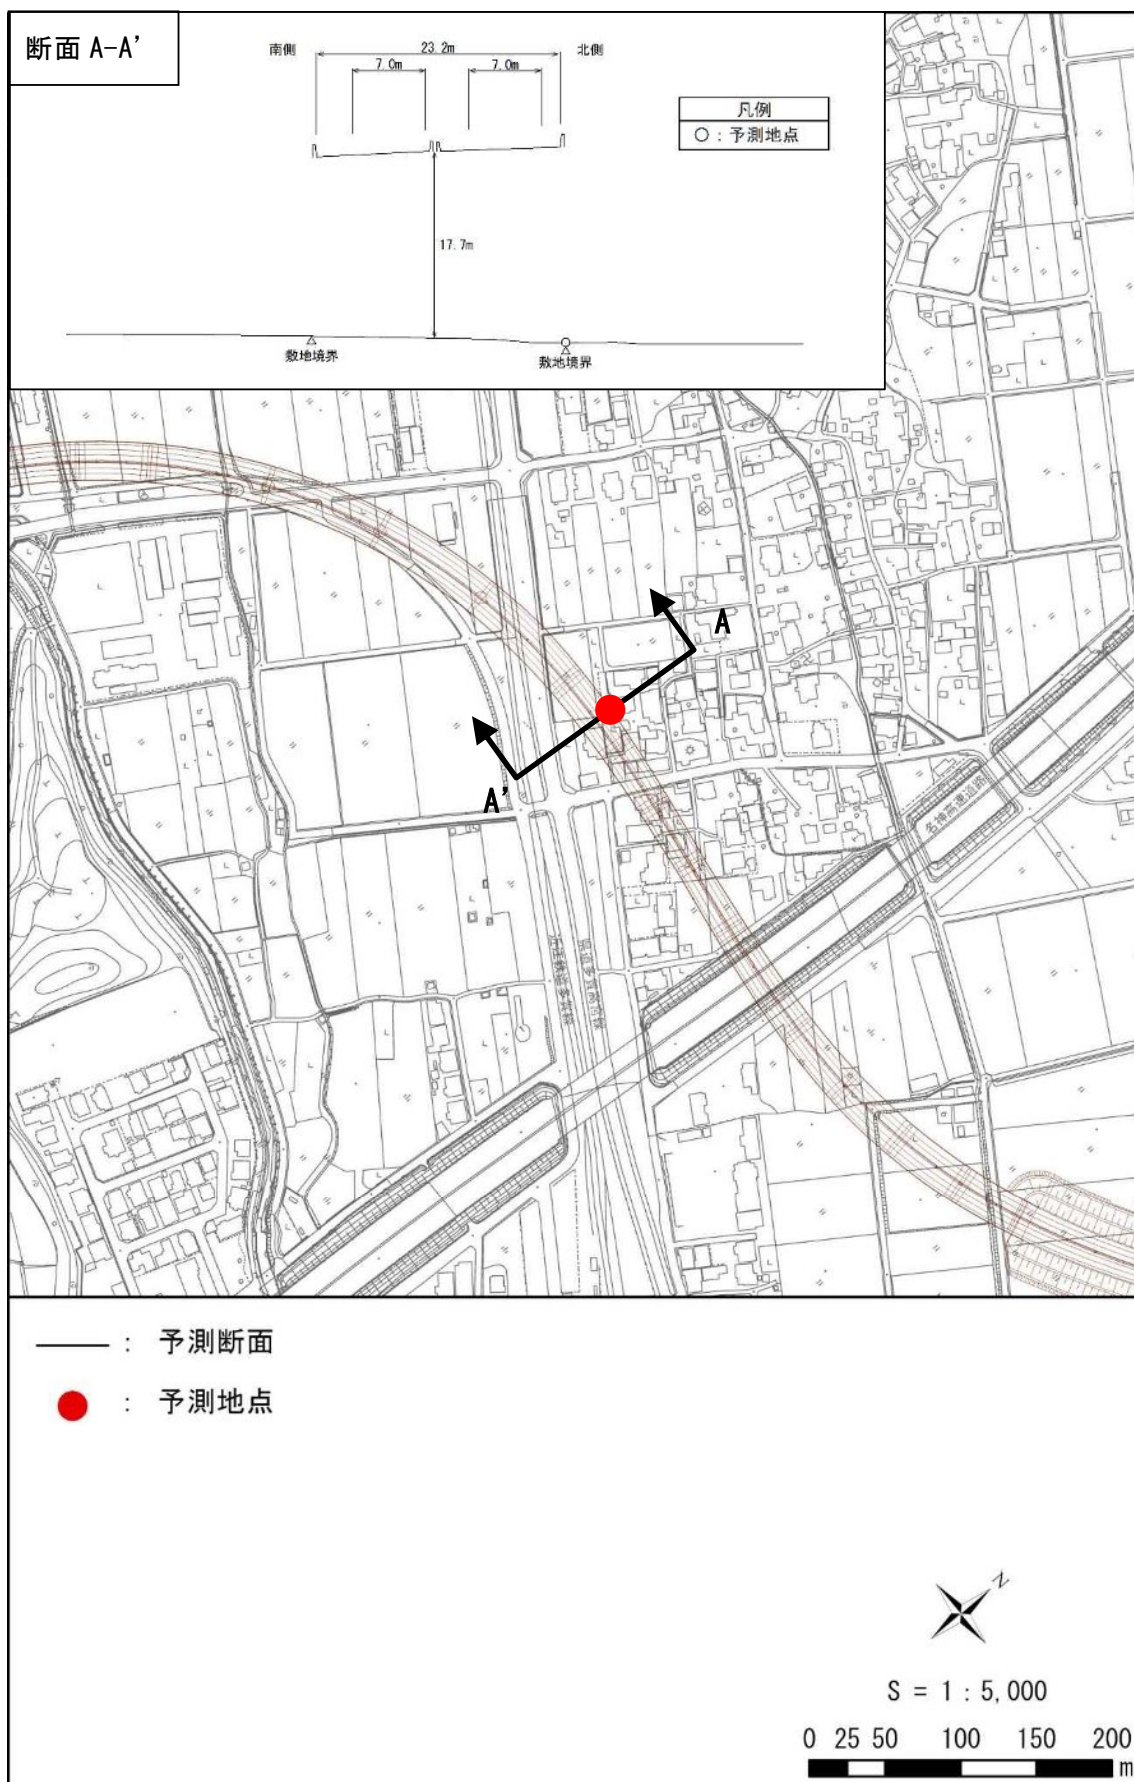 断面 A-A’
南側
23.2m
北側
7.0m
7.0m
凡例
○：予測地点
17.7m
敷地境界
敷地境界
A
A’
名神高速道路
： 予測断面
： 予測地点
N
S = 1 : 5,000
0 25 50 100 150 200
m